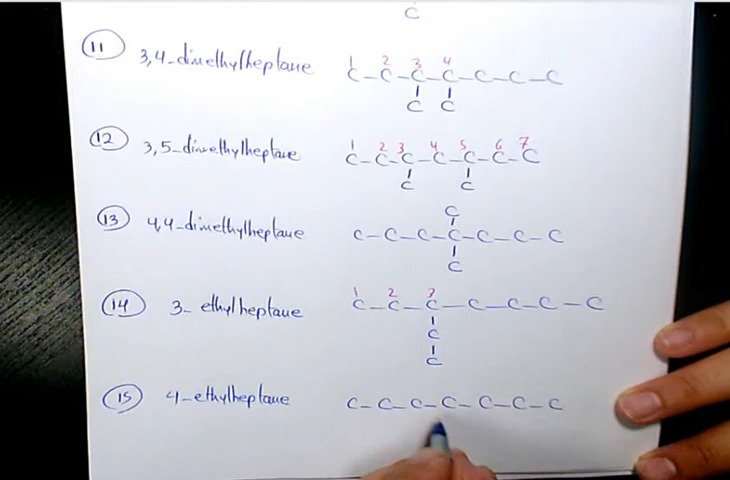 C
11 3,4-dimethylheptane
1 2 3 4
C-C-C-C-C-C-C
C C
12 3,5-dimethylheptane
1 2 3 4 5 6 7
C-C-C-C-C-C-C
C C
C
13 4,4-dimethylheptane C-C-C-C-C-C-C
C
1 2 3
14 3-ethylheptane C-C-C-C-C-C-C
C
C
15 4-ethylheptane C-C-C-C-C-C-C